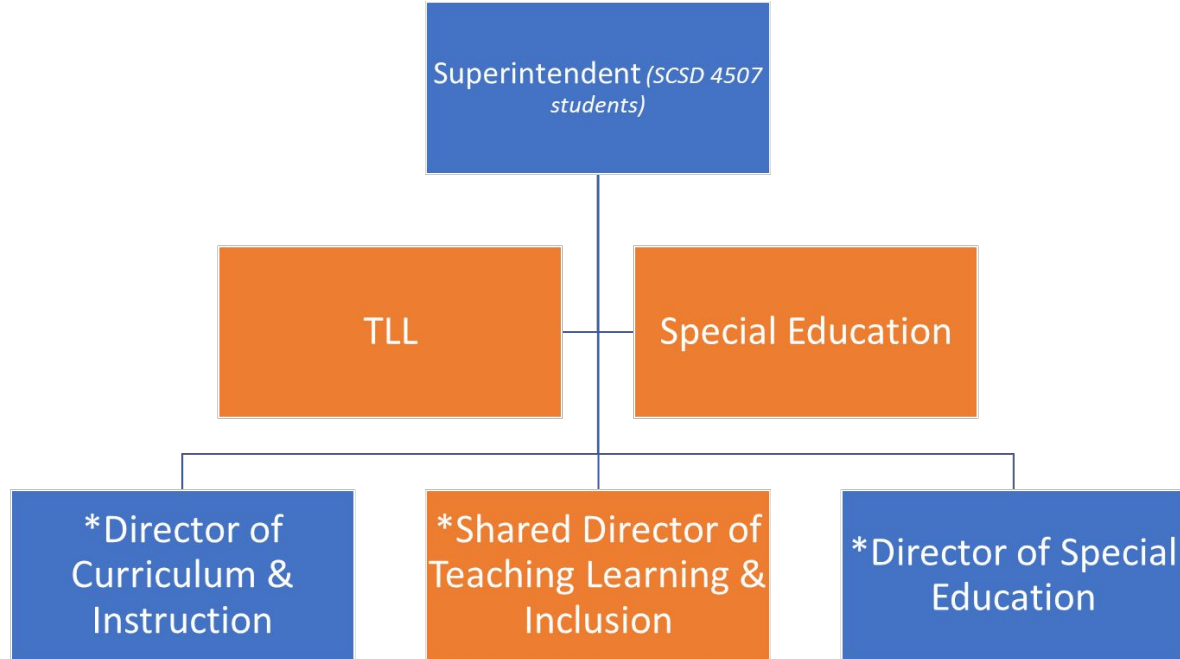 Superintendent (SCSD 4507
students)
TLL
Special Education
*Director of
Curriculum &
Instruction
*Shared Director of
Teaching Learning &
Inclusion
*Director of Special
Education